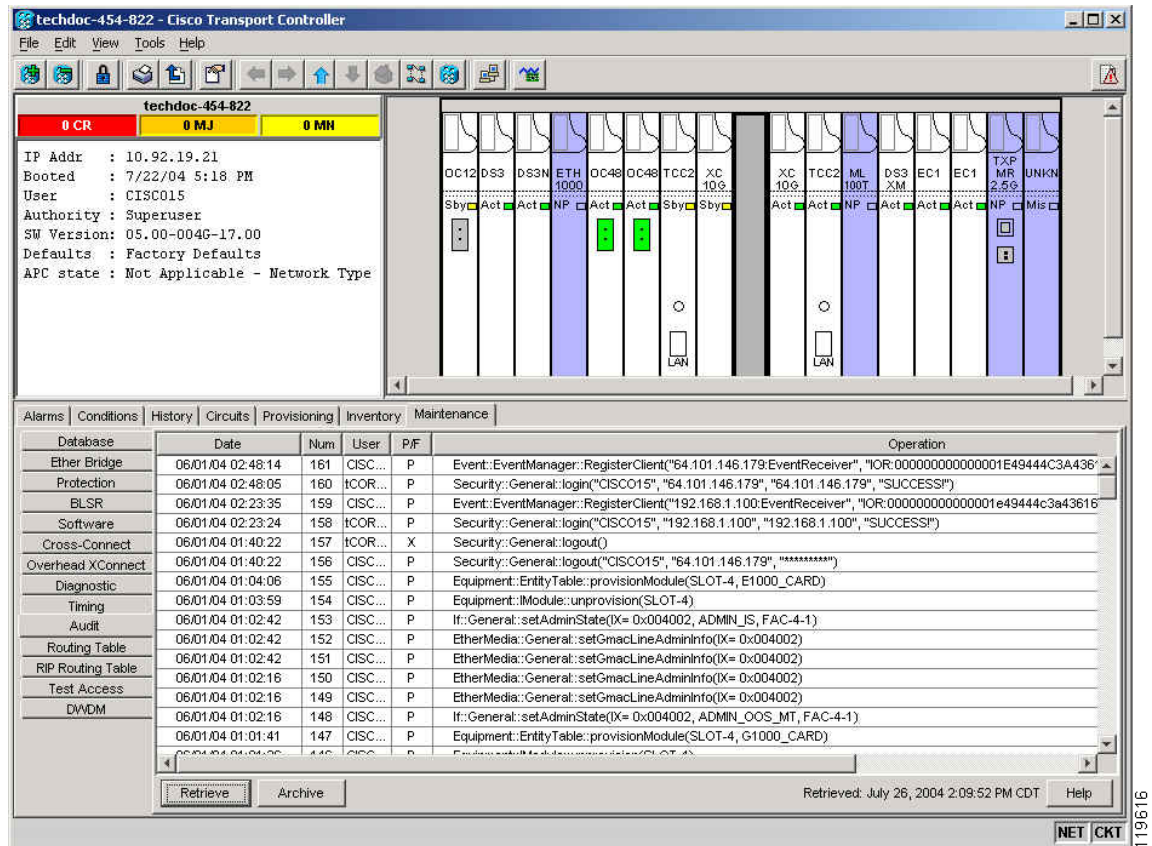 techdoc-454-822 - Cisco Transport Controller
File Edit View Tools Help
techdoc-454-822
0 CR 0 MJ 0 MN
IP Addr : 10.92.19.21
Booted : 7/22/04 5:18 PM
User : CISCO15
Authority : Superuser
SW Version: 05.00-004G-17.00
Defaults : Factory Defaults
APC state : Not Applicable - Network Type
OC12 DS3 DS3N ETH 1000 OC48 OC48 TCC2 XC 10G XC 10G TCC2 ML 100T DS3 XM EC1 EC1 TXP MR 2.5G UNKN
Sby Act Act NP Act Act Sby Sby Act Act NP Act Act Act NP Mis
LAN LAN
Alarms Conditions History Circuits Provisioning Inventory Maintenance
Database
Ether Bridge
Protection
BLSR
Software
Cross-Connect
Overhead XConnect
Diagnostic
Timing
Audit
Routing Table
RIP Routing Table
Test Access
DWDM
Date Num User P/F Operation
06/01/04 02:48:14 161 CISC... P Event::EventManager::RegisterClient("64.101.146.179:EventReceiver", "IOR:000000000000001E49444C3A436
06/01/04 02:48:05 160 tCOR... P Security::General::login("CISCO15", "64.101.146.179", "64.101.146.179", "SUCCESS!")
06/01/04 02:23:35 159 CISC... P Event::EventManager::RegisterClient("192.168.1.100:EventReceiver", "IOR:000000000000001e49444c3a43616
06/01/04 02:23:24 158 tCOR... P Security::General::login("CISCO15", "192.168.1.100", "192.168.1.100", "SUCCESS!")
06/01/04 01:40:22 157 tCOR... X Security::General::logout()
06/01/04 01:40:22 156 CISC... P Security::General::logout("CISCO15", "64.101.146.179", "*********")
06/01/04 01:04:06 155 CISC... P Equipment::EntityTable::provisionModule(SLOT-4, E1000_CARD)
06/01/04 01:03:59 154 CISC... P Equipment::IModule::unprovision(SLOT-4)
06/01/04 01:02:42 153 CISC... P If::General::setAdminState(IX= 0x004002, ADMIN_IS, FAC-4-1)
06/01/04 01:02:42 152 CISC... P EtherMedia::General::setGmacLineAdminInfo(IX= 0x004002)
06/01/04 01:02:42 151 CISC... P EtherMedia::General::setGmacLineAdminInfo(IX= 0x004002)
06/01/04 01:02:16 150 CISC... P EtherMedia::General::setGmacLineAdminInfo(IX= 0x004002)
06/01/04 01:02:16 149 CISC... P EtherMedia::General::setGmacLineAdminInfo(IX= 0x004002)
06/01/04 01:02:16 148 CISC... P If::General::setAdminState(IX= 0x004002, ADMIN_OOS_MT, FAC-4-1)
06/01/04 01:01:41 147 CISC... P Equipment::EntityTable::provisionModule(SLOT-4, G1000_CARD)
Retrieve Archive Retrieved: July 26, 2004 2:09:52 PM CDT Help
NET CKT
119616